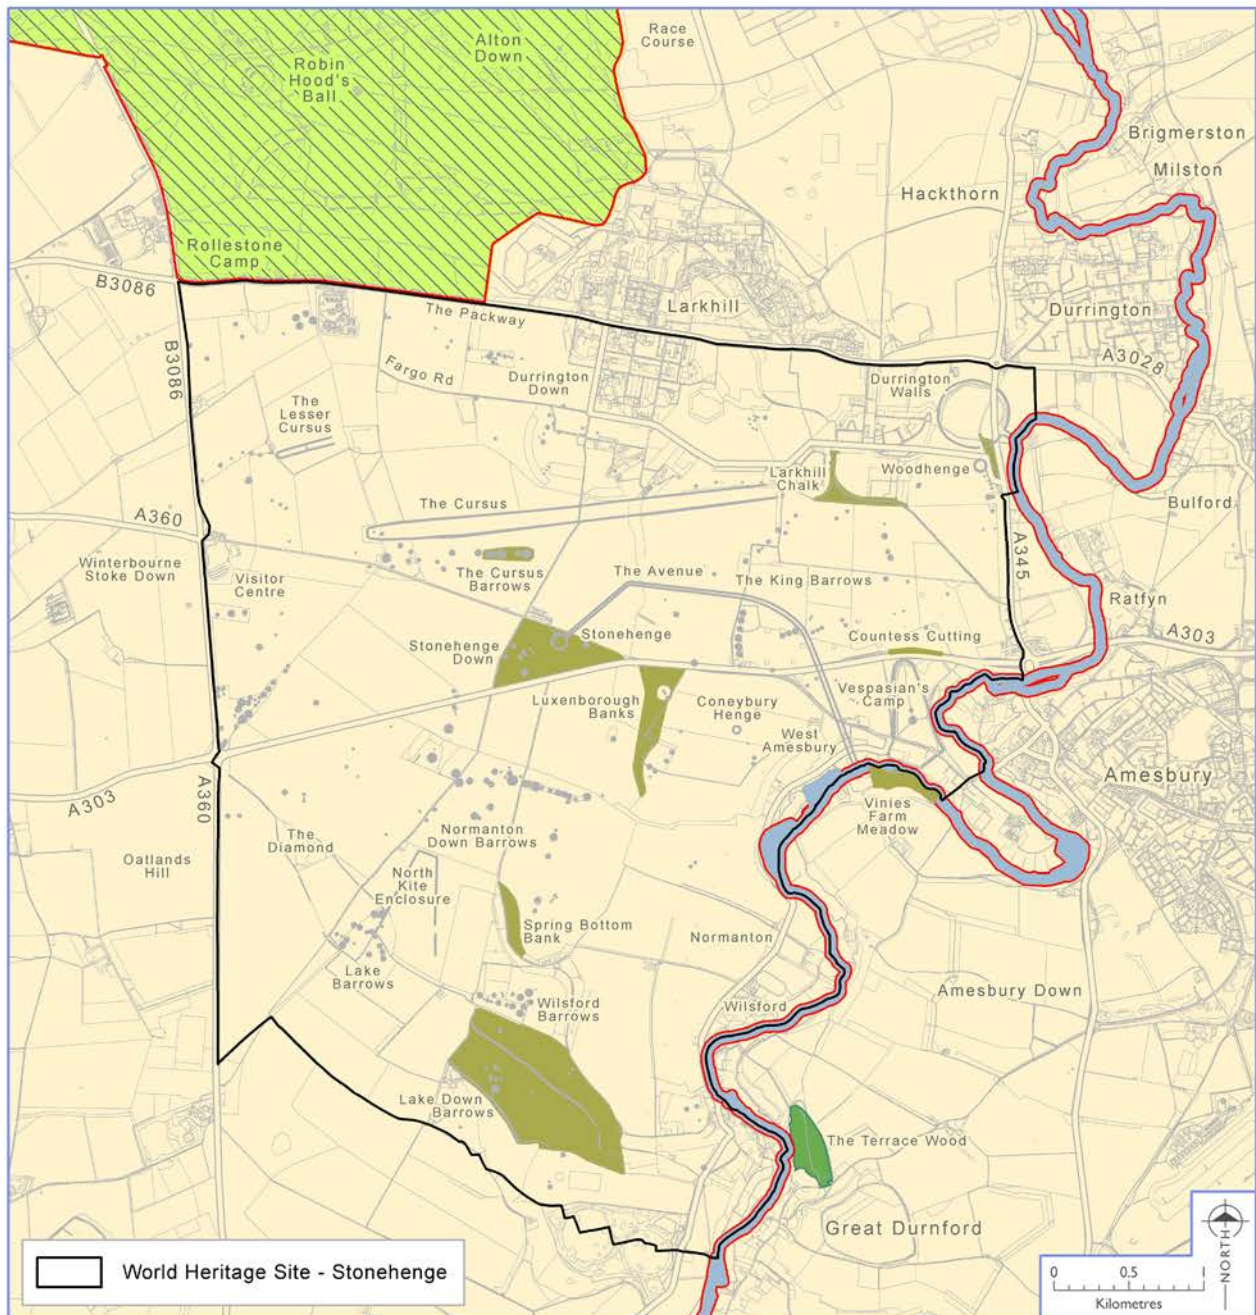 Race
Course
Alton
Down
Robin
Hood's
Ball
Brigmerston
Milston
Hackthorn
Rollestone
Camp
B3086
The Packway
Larkhill
Durrington
A3028
B3086
Fargo Rd
Durrington
Down
Durrington
Walls
The
Lesser
Cursus
Larkhill
Chalk
Woodhenge
Bulford
The Cursus
A360
A345
Winterbourne
Stoke Down
Visitor
Centre
The Cursus
Barrows
The Avenue
The King Barrows
Ratfyn
A303
Stonehenge
Stonehenge
Down
Countess Cutting
Luxenborough
Banks
Coneybury
Henge
Vespasian's
Camp
West
Amesbury
Amesbury
A303
A360
Vinies
Farm
Meadow
The
Diamond
Normanton
Down Barrows
Oatlands
Hill
North
Kite
Enclosure
Spring Bottom
Bank
Normanton
Lake
Barrows
Wilsford
Barrows
Wilsford
Amesbury Down
Lake Down
Barrows
The Terrace Wood
Great Durnford
World Heritage Site - Stonehenge
NORTH
0 0.5 1
Kilometres